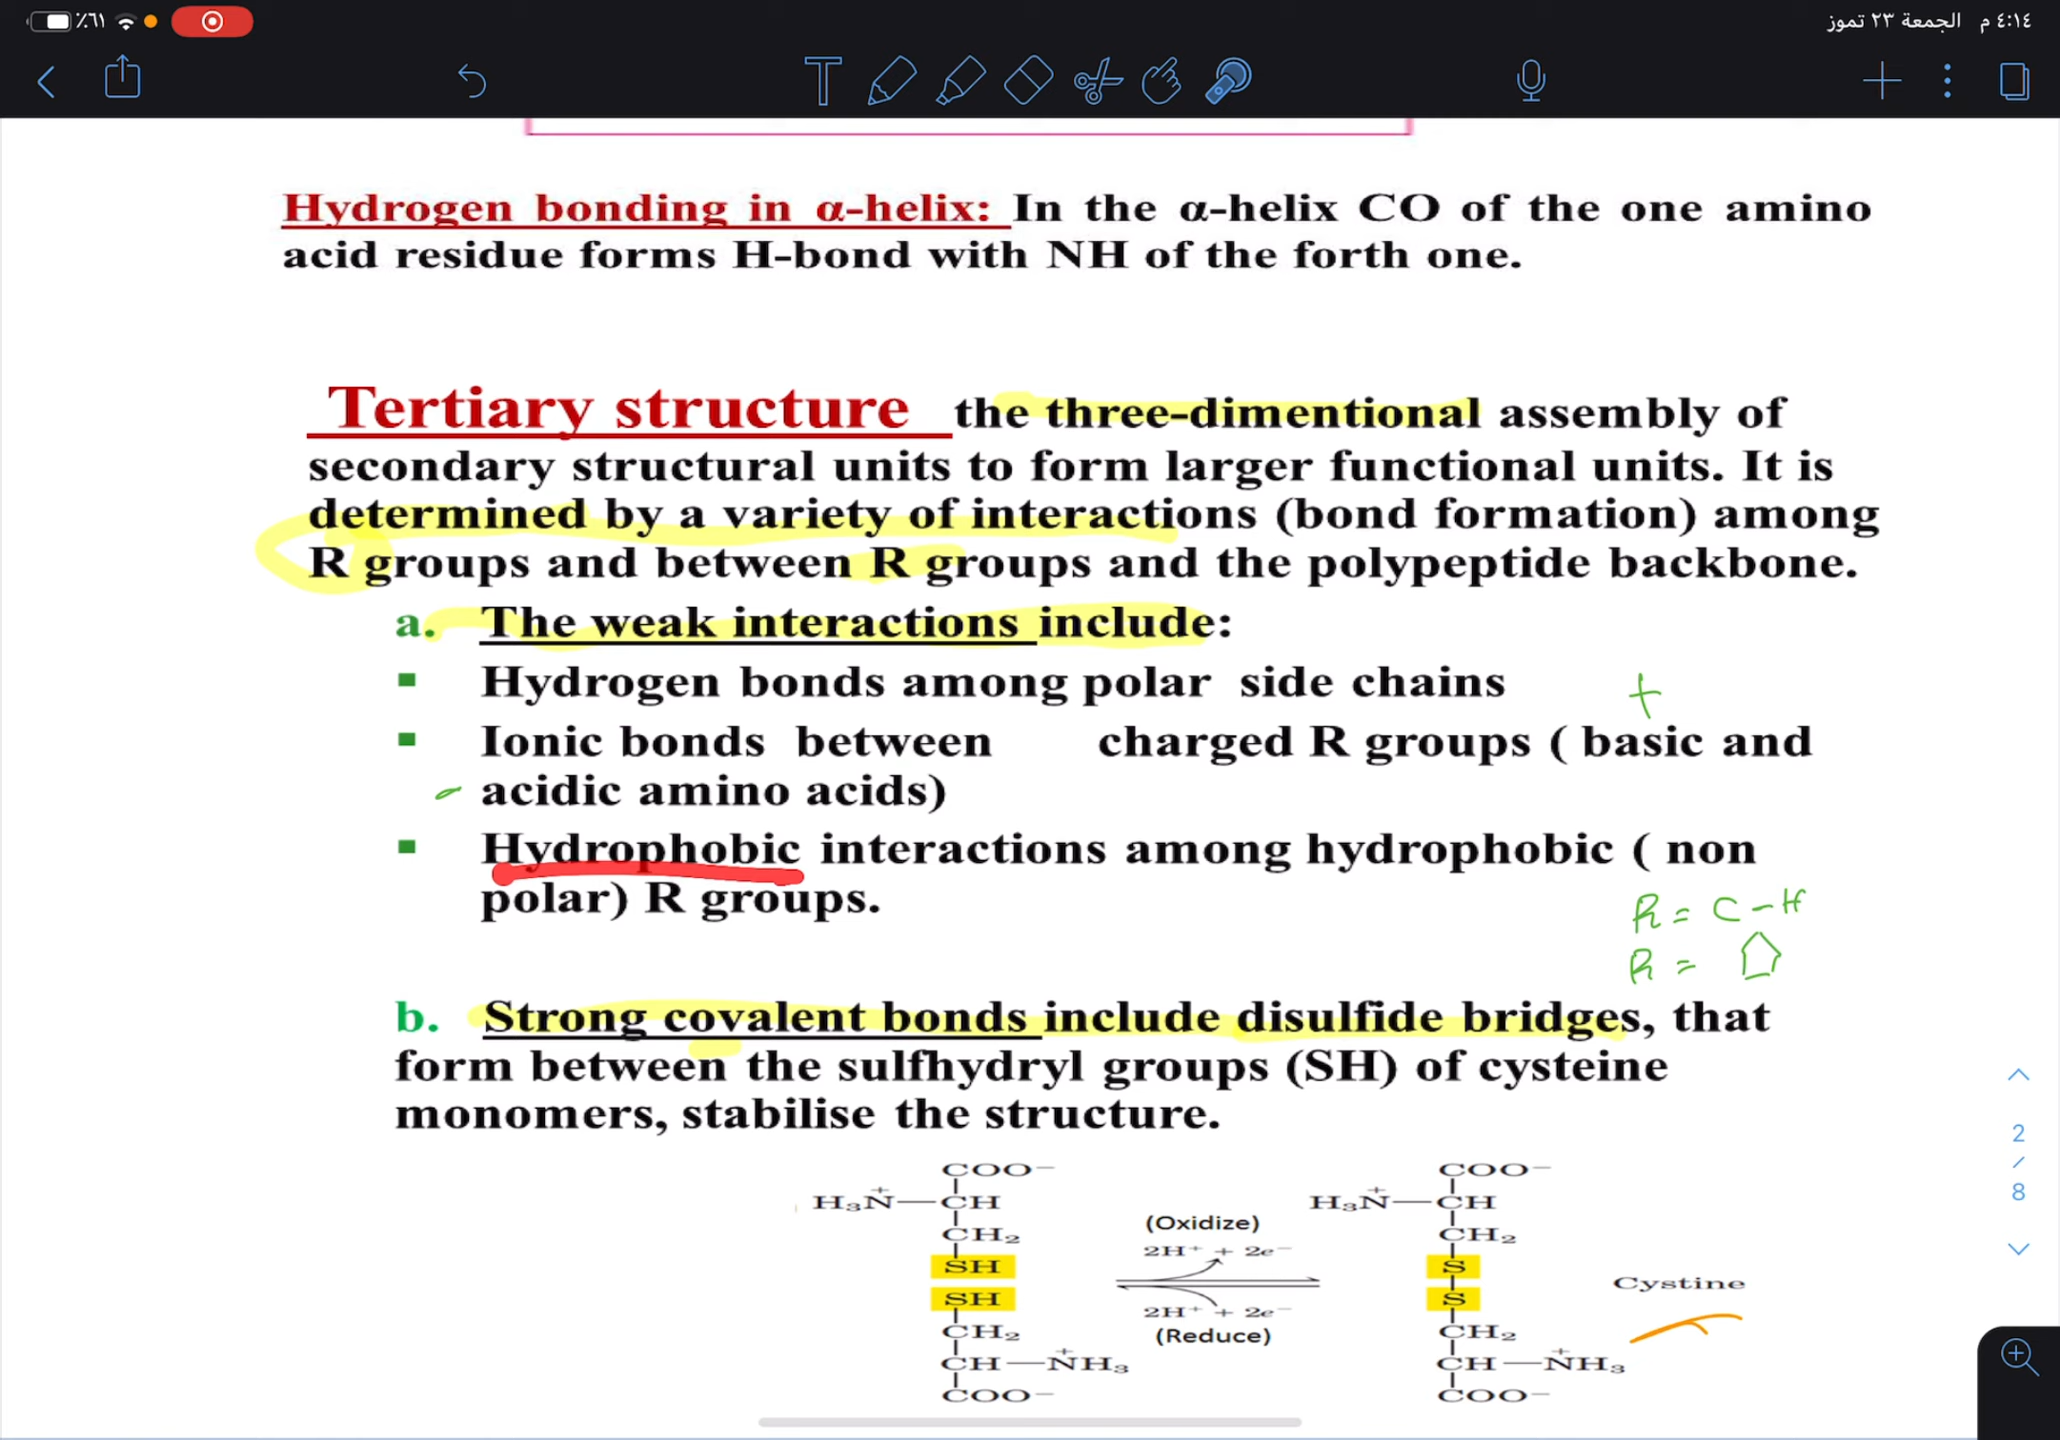 ٪٦١
٤:١٤ م الجمعة ٢٣ تموز
Hydrogen bonding in α-helix: In the α-helix CO of the one amino
acid residue forms H-bond with NH of the forth one.
Tertiary structure the three-dimentional assembly of
secondary structural units to form larger functional units. It is
determined by a variety of interactions (bond formation) among
R groups and between R groups and the polypeptide backbone.
a. The weak interactions include:
▪ Hydrogen bonds among polar side chains
+
▪ Ionic bonds between charged R groups ( basic and
- acidic amino acids)
▪ Hydrophobic interactions among hydrophobic ( non
polar) R groups.
R = C-H
R =
b. Strong covalent bonds include disulfide bridges, that
form between the sulfhydryl groups (SH) of cysteine
monomers, stabilise the structure.
COO⁻ COO⁻
H₃N⁺—CH H₃N⁺—CH
CH₂ (Oxidize) CH₂
2H⁺ + 2e⁻
SH S
Cystine
SH S
2H⁺ + 2e⁻
CH₂ (Reduce) CH₂
CH—N⁺H₃ CH—N⁺H₃
COO⁻ COO⁻
2
/
8